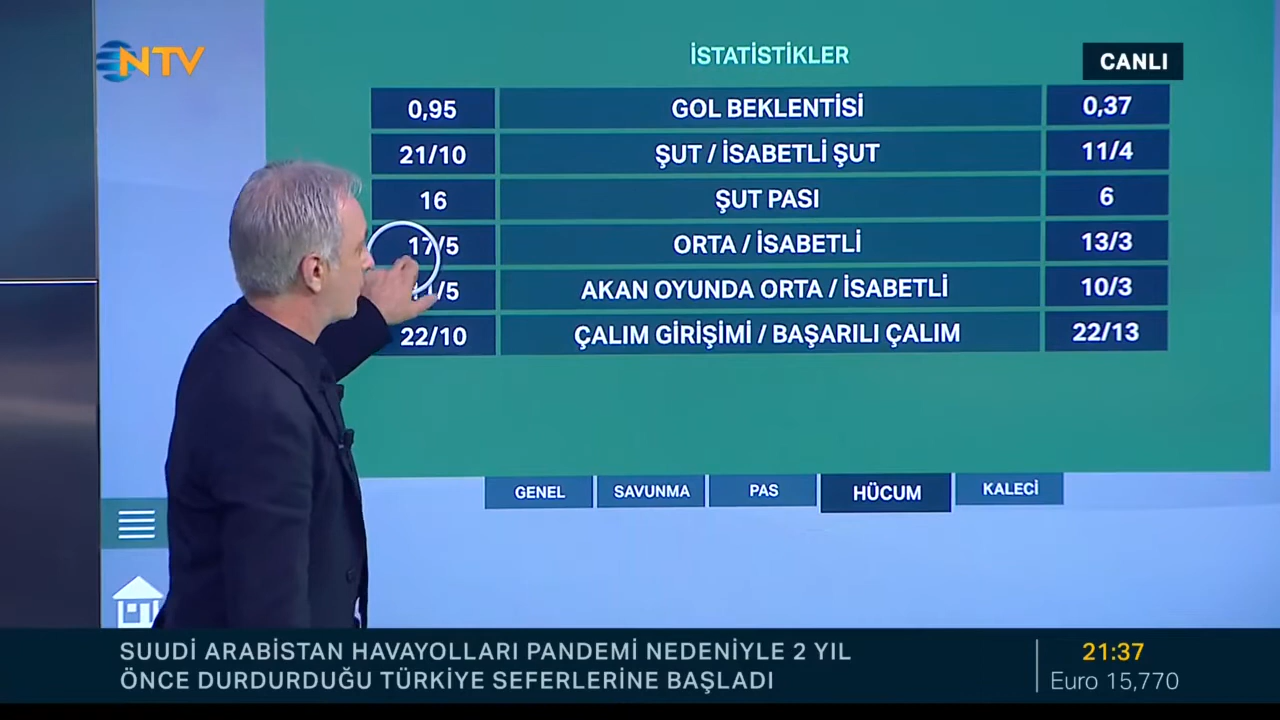 NTV
İSTATİSTİKLER
CANLI
0,95 GOL BEKLENTİSİ 0,37
21/10 ŞUT / İSABETLİ ŞUT 11/4
16 ŞUT PASI 6
17/5 ORTA / İSABETLİ 13/3
AKAN OYUNDA ORTA / İSABETLİ 10/3
22/10 ÇALIM GİRİŞİMİ / BAŞARILI ÇALIM 22/13
GENEL SAVUNMA PAS HÜCUM KALECİ
SUUDİ ARABİSTAN HAVAYOLLARI PANDEMİ NEDENİYLE 2 YIL
ÖNCE DURDURDUĞU TÜRKİYE SEFERLERİNE BAŞLADI
21:37
Euro 15,770